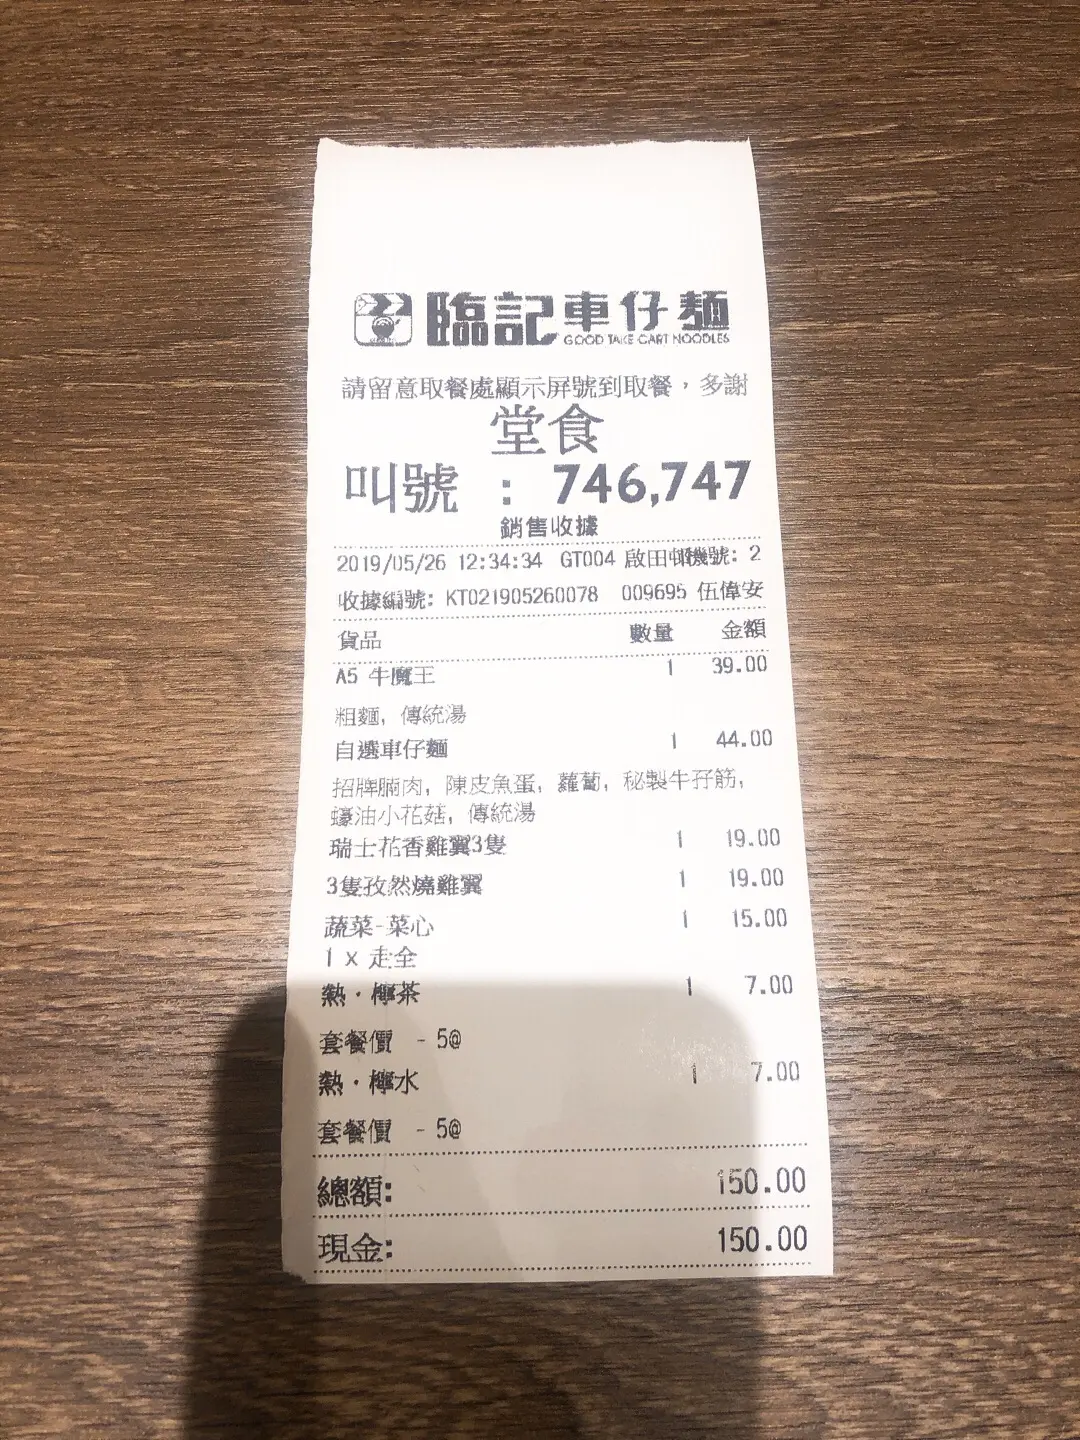 臨記車仔麵
GOOD TAKE CART NOODLES
請留意取餐處顯示屏號到取餐，多謝
堂食
叫號 : 746,747
銷售收據
2019/05/26 12:34:34 GT004 啟田邨機號: 2
收據編號: KT021905260078 009695 伍偉安
貨品 數量 金額
A5 牛魔王 1 39.00
粗麵, 傳統湯
自選車仔麵 1 44.00
招牌腩肉, 陳皮魚蛋, 蘿蔔, 秘製牛孖筋,
蠔油小花菇, 傳統湯
瑞士花香雞翼3隻 1 19.00
3隻孜然燒雞翼 1 19.00
蔬菜-菜心 1 15.00
1 x 走全
熱·檸茶 1 7.00
套餐價 - 5@
熱·檸水 1 7.00
套餐價 - 5@
總額: 150.00
現金: 150.00